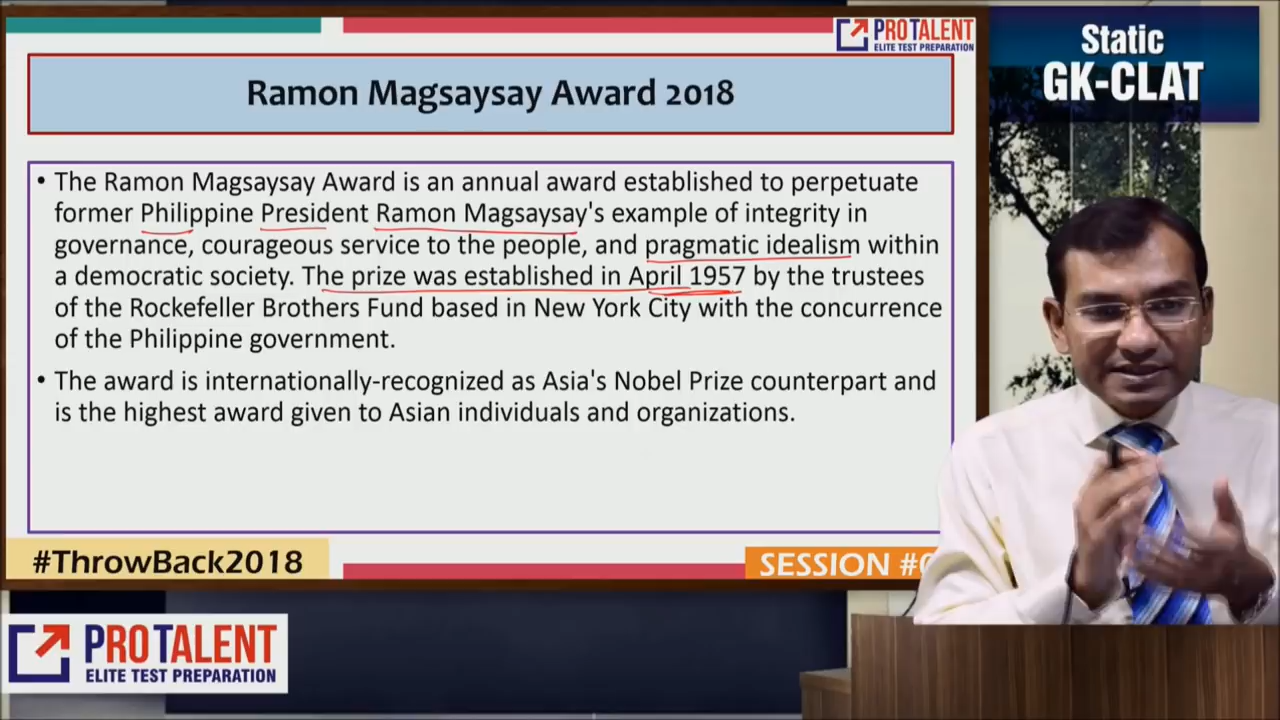 PRO TALENT
ELITE TEST PREPARATION
Static
GK-CLAT
Ramon Magsaysay Award 2018
• The Ramon Magsaysay Award is an annual award established to perpetuate
former Philippine President Ramon Magsaysay's example of integrity in
governance, courageous service to the people, and pragmatic idealism within
a democratic society. The prize was established in April 1957 by the trustees
of the Rockefeller Brothers Fund based in New York City with the concurrence
of the Philippine government.
• The award is internationally-recognized as Asia's Nobel Prize counterpart and
is the highest award given to Asian individuals and organizations.
#ThrowBack2018
SESSION
PRO TALENT
ELITE TEST PREPARATION